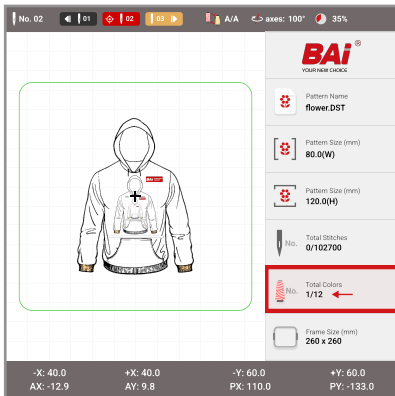 No. 02
01
02
03
A/A
axes: 100°
35%
BAi®
YOUR NEW CHOICE
Pattern Name
flower.DST
Pattern Size (mm)
80.0(W)
Pattern Size (mm)
120.0(H)
Total Stitches
No.
0/102700
Total Colors
No.
1/12
Frame Size (mm)
260 x 260
BAi
-X: 40.0 +X: 40.0 -Y: 60.0 +Y: 60.0
AX: -12.9 AY: 9.8 PX: 110.0 PY: -133.0